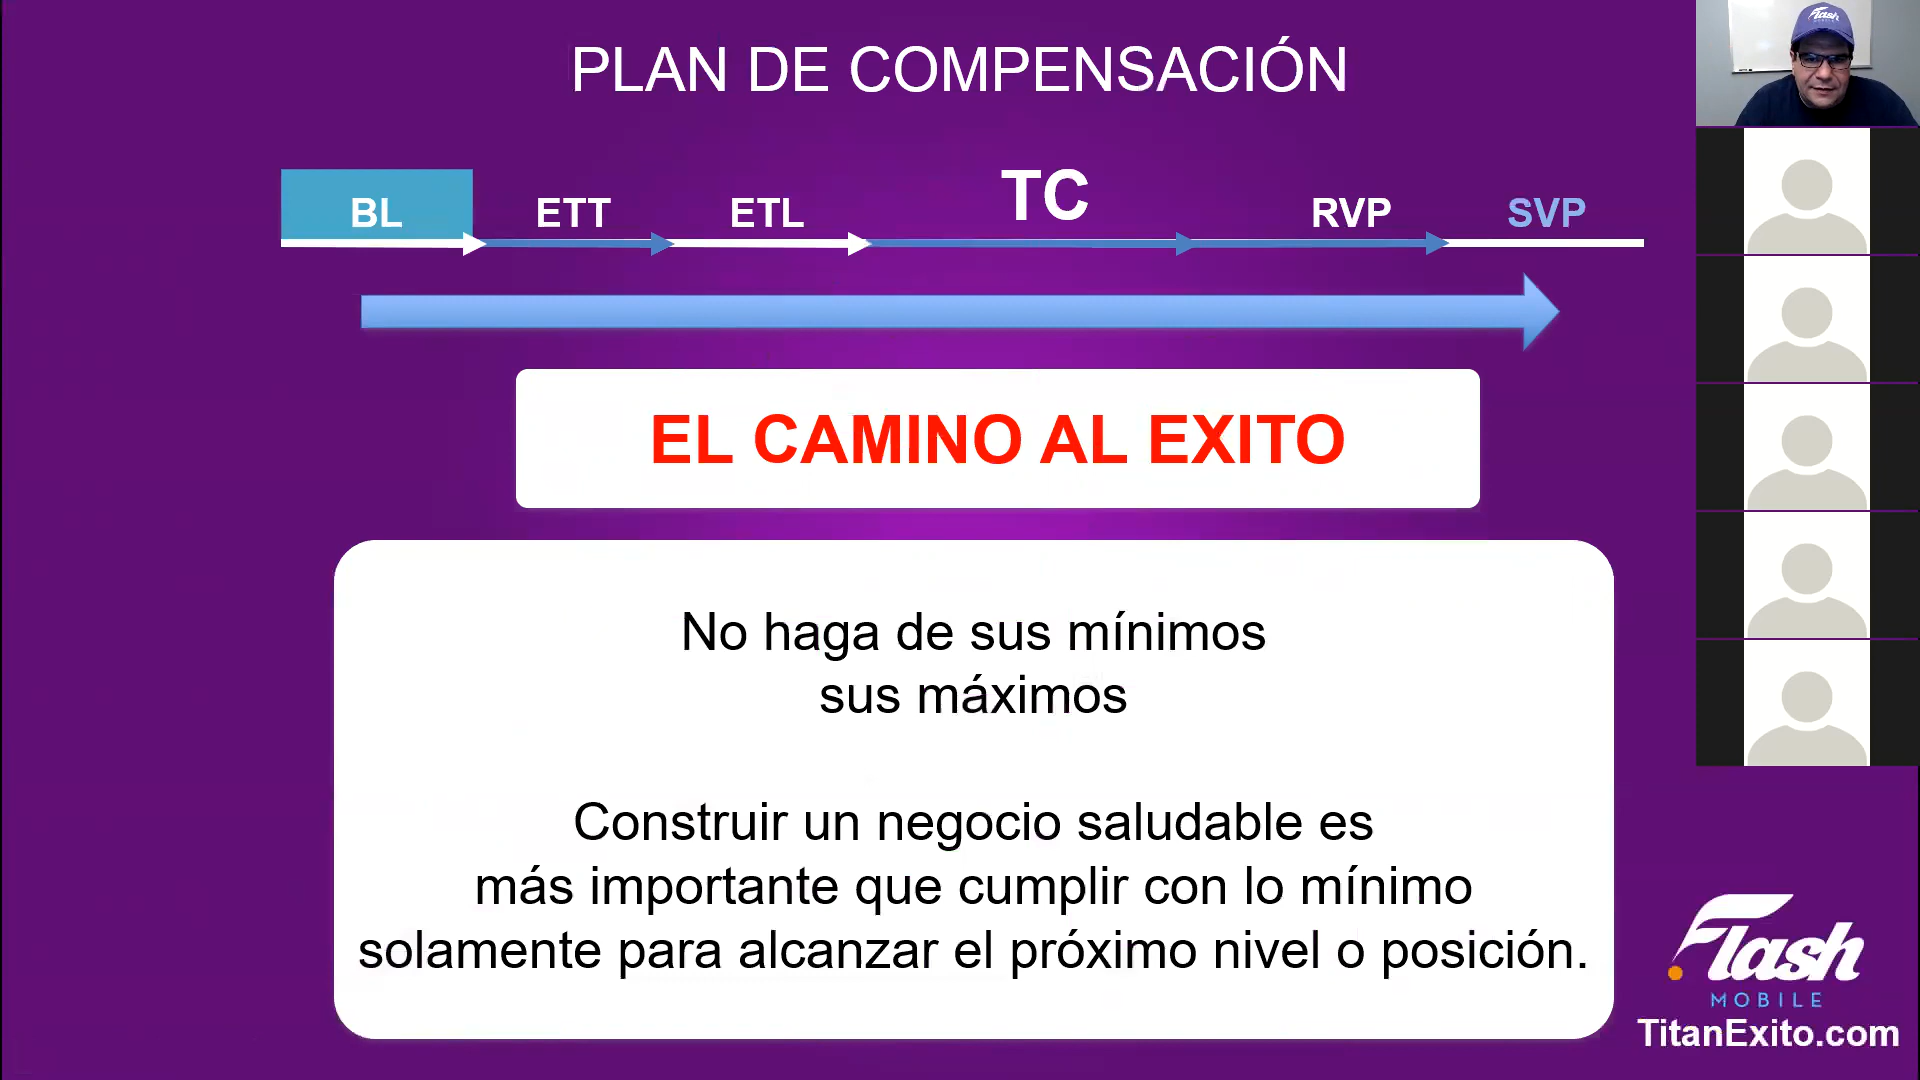 PLAN DE COMPENSACIÓN
BL
ETT
ETL
TC
RVP
SVP
EL CAMINO AL EXITO
No haga de sus mínimos
sus máximos
Construir un negocio saludable es
más importante que cumplir con lo mínimo
solamente para alcanzar el próximo nivel o posición.
Flash
Flash
MOBILE
TitanExito.com